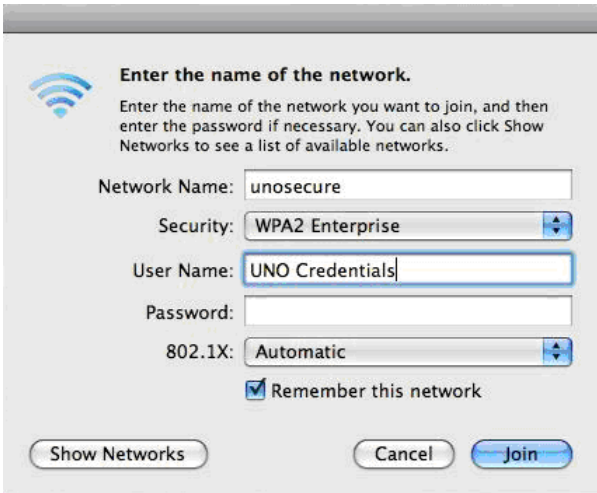 Enter the name of the network.
Enter the name of the network you want to join, and then
enter the password if necessary. You can also click Show
Networks to see a list of available networks.
Network Name: unosecure
Security: WPA2 Enterprise
User Name: UNO Credentials
Password:
802.1X: Automatic
Remember this network
Show Networks Cancel Join